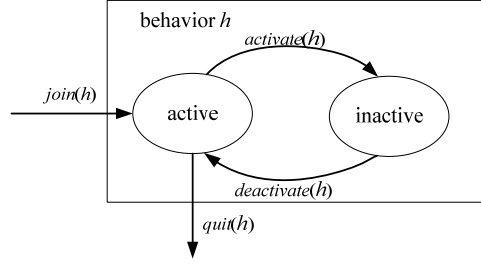 behavior h
activate(h)
join(h)
active
inactive
deactivate(h)
quit(h)